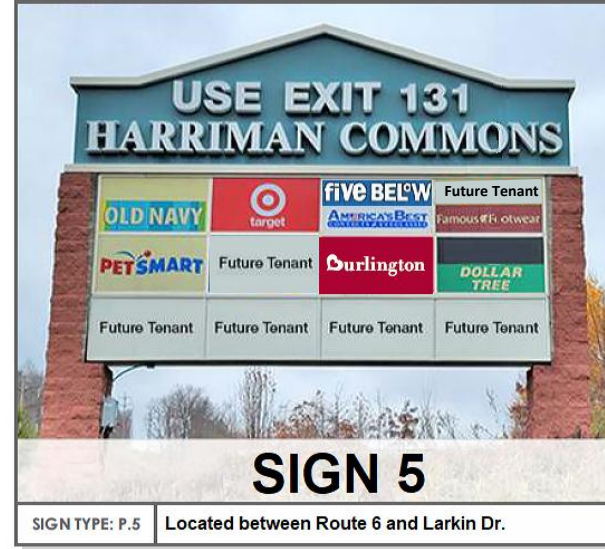 USE EXIT 131
HARRIMAN COMMONS
OLD NAVY
target
five BEL°W
Future Tenant
AMERICA'S BEST
CONTACTS & EYEGLASSES
Famous Footwear
PETSMART
Future Tenant
Burlington
DOLLAR TREE
Future Tenant
Future Tenant
Future Tenant
Future Tenant
SIGN 5
SIGN TYPE: P.5
Located between Route 6 and Larkin Dr.